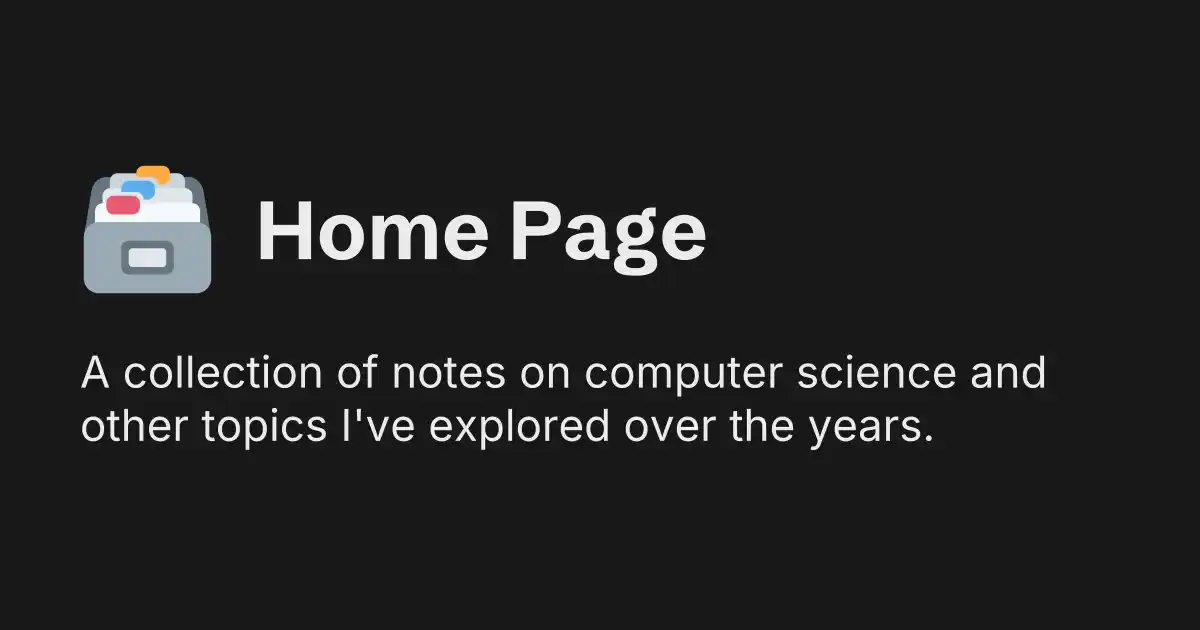 Home Page
A collection of notes on computer science and
other topics I've explored over the years.